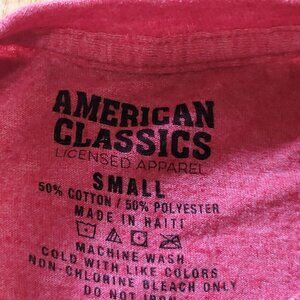 AMERICAN
CLASSICS
LICENSED APPAREL
SMALL
50% COTTON / 50% POLYESTER
MADE IN HAITI
MACHINE WASH
COLD WITH LIKE COLORS
NON-CHLORINE BLEACH ONLY
DO NOT IRON